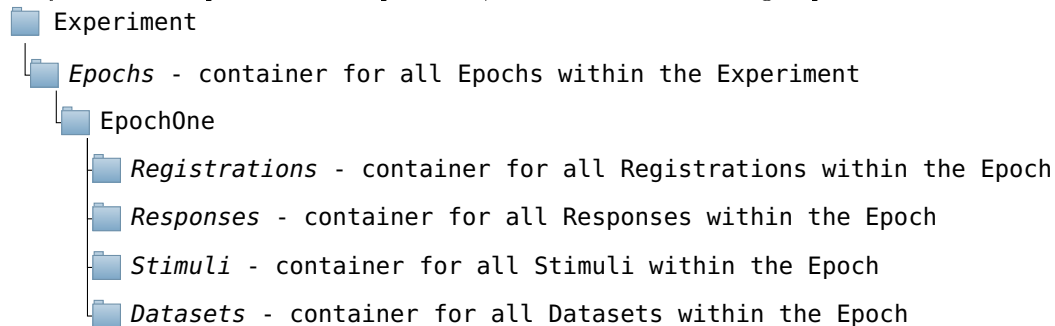 Experiment
Epochs - container for all Epochs within the Experiment
EpochOne
Registrations - container for all Registrations within the Epoch
Responses - container for all Responses within the Epoch
Stimuli - container for all Stimuli within the Epoch
Datasets - container for all Datasets within the Epoch